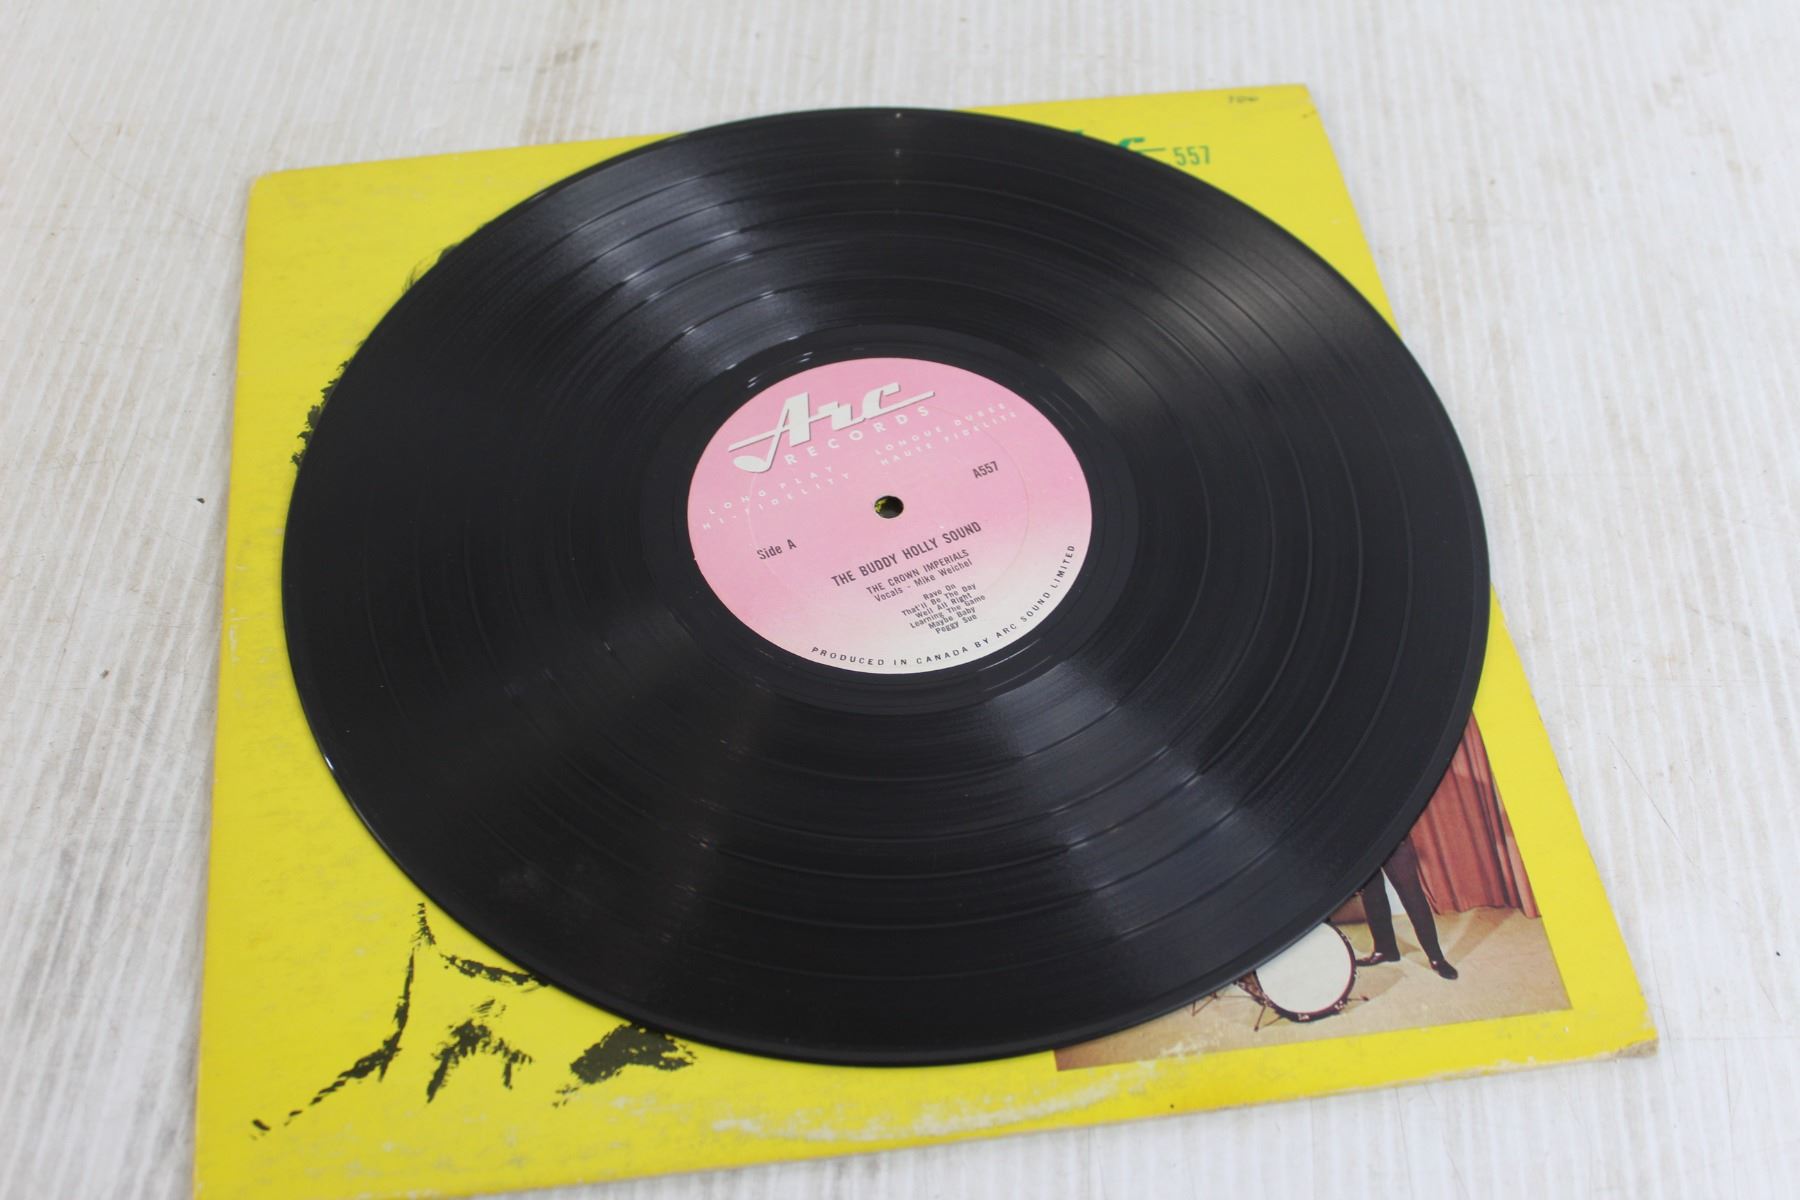 557
Arc
RECORDS
LONG PLAY
HI-FIDELITY
LONGUE DUREE
HAUTE FIDELITE
A557
Side A
THE BUDDY HOLLY SOUND
THE CROWN IMPERIALS
Vocals - Mike Weichel
Rave On
That'll Be The Day
Well All Right
Learning The Game
Maybe Baby
Peggy Sue
PRODUCED IN CANADA BY ARC SOUND LIMITED